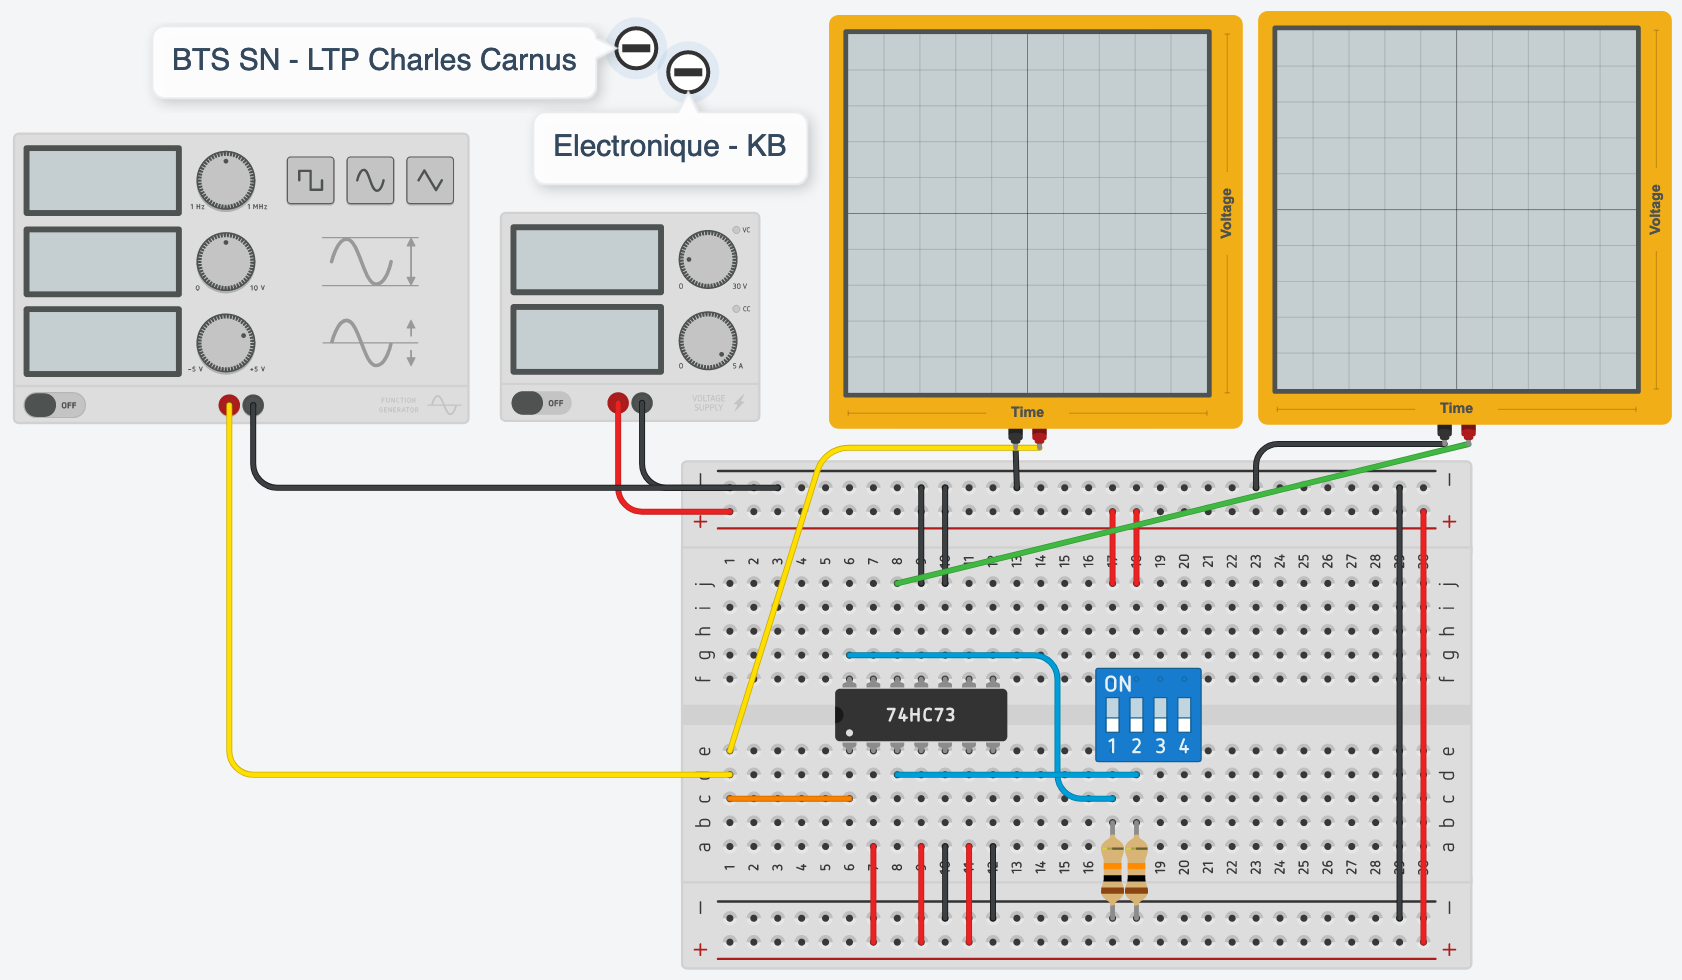 BTS SN - LTP Charles Carnus
Electronique - KB
1 Hz 1 MHz
0 10 V
-5 V +5 V
OFF
FUNCTION
GENERATOR
VC
0 30 V
CC
0 5 A
OFF
VOLTAGE
SUPPLY
Voltage
Time
Voltage
Time
− −
+ +
1 2 3 4 5 6 7 8 9 10 11 12 13 14 15 16 17 18 19 20 21 22 23 24 25 26 27 28 29 30
j j
i i
h h
g g
f f
74HC73
ON
1 2 3 4
e e
d d
c c
b b
a a
1 2 3 4 5 6 7 8 9 10 11 12 13 14 15 16 17 18 19 20 21 22 23 24 25 26 27 28 29 30
− −
+ +